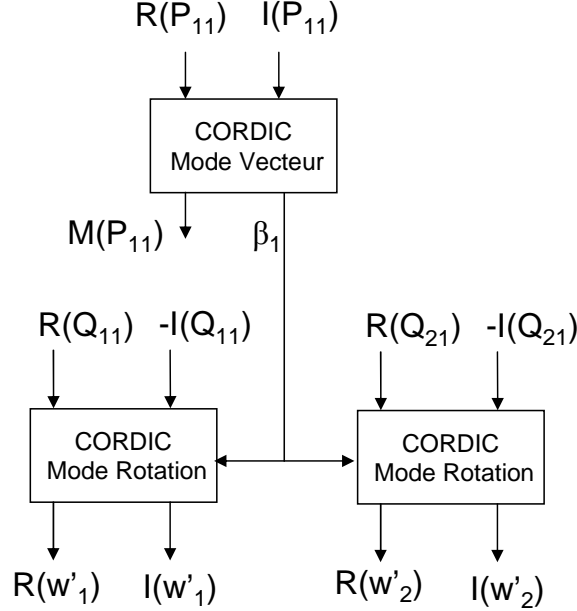 R(P₁₁) I(P₁₁)
CORDIC
Mode Vecteur
M(P₁₁) β₁
R(Q₁₁) -I(Q₁₁) R(Q₂₁) -I(Q₂₁)
CORDIC
Mode Rotation
CORDIC
Mode Rotation
R(w'₁) I(w'₁) R(w'₂) I(w'₂)